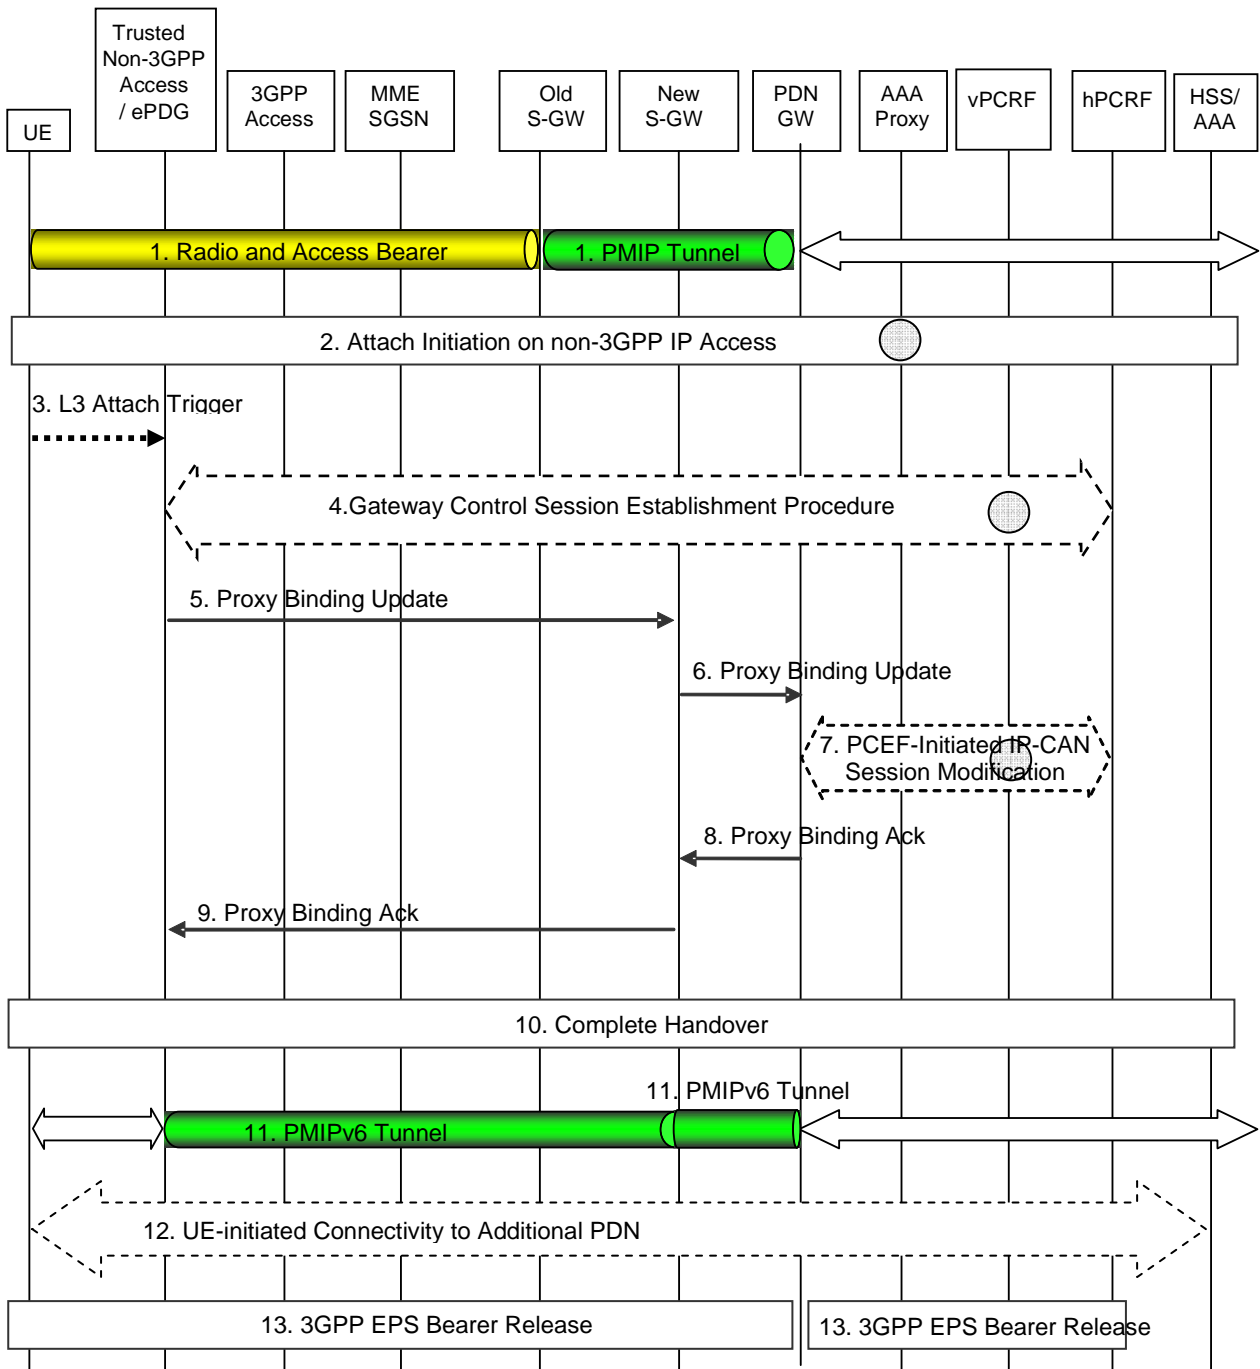 Trusted
Non-3GPP
Access
/ ePDG
UE
3GPP
Access
MME
SGSN
Old
S-GW
New
S-GW
PDN
GW
AAA
Proxy
vPCRF
hPCRF
HSS/
AAA
1. Radio and Access Bearer
1. PMIP Tunnel
2. Attach Initiation on non-3GPP IP Access
3. L3 Attach Trigger
4.Gateway Control Session Establishment Procedure
5. Proxy Binding Update
6. Proxy Binding Update
7. PCEF-Initiated IP-CAN
Session Modification
8. Proxy Binding Ack
9. Proxy Binding Ack
10. Complete Handover
11. PMIPv6 Tunnel
11. PMIPv6 Tunnel
12. UE-initiated Connectivity to Additional PDN
13. 3GPP EPS Bearer Release
13. 3GPP EPS Bearer Release